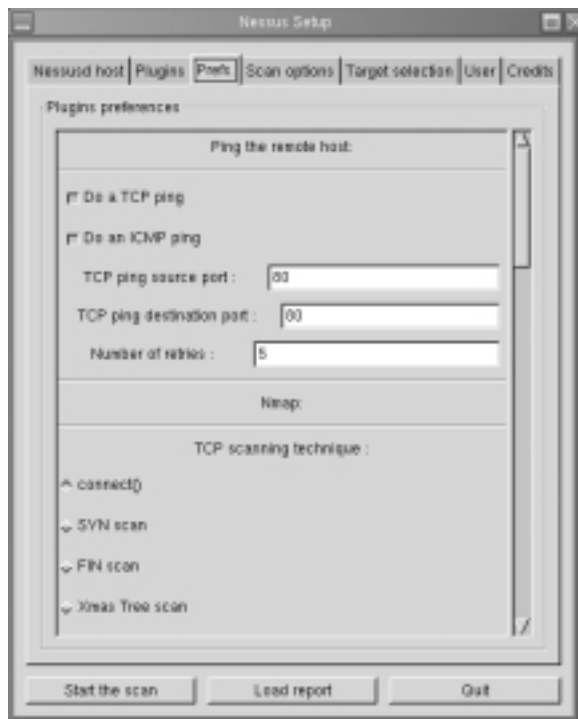 Nessus Setup
Nessusd host Plugins Prefs. Scan options Target selection User Credits
Plugins preferences
Ping the remote host:
Do a TCP ping
Do an ICMP ping
TCP ping source port : 80
TCP ping destination port : 80
Number of retries : 5
Nmap:
TCP scanning technique :
connect()
SYN scan
FIN scan
Xmas Tree scan
Start the scan Load report Quit